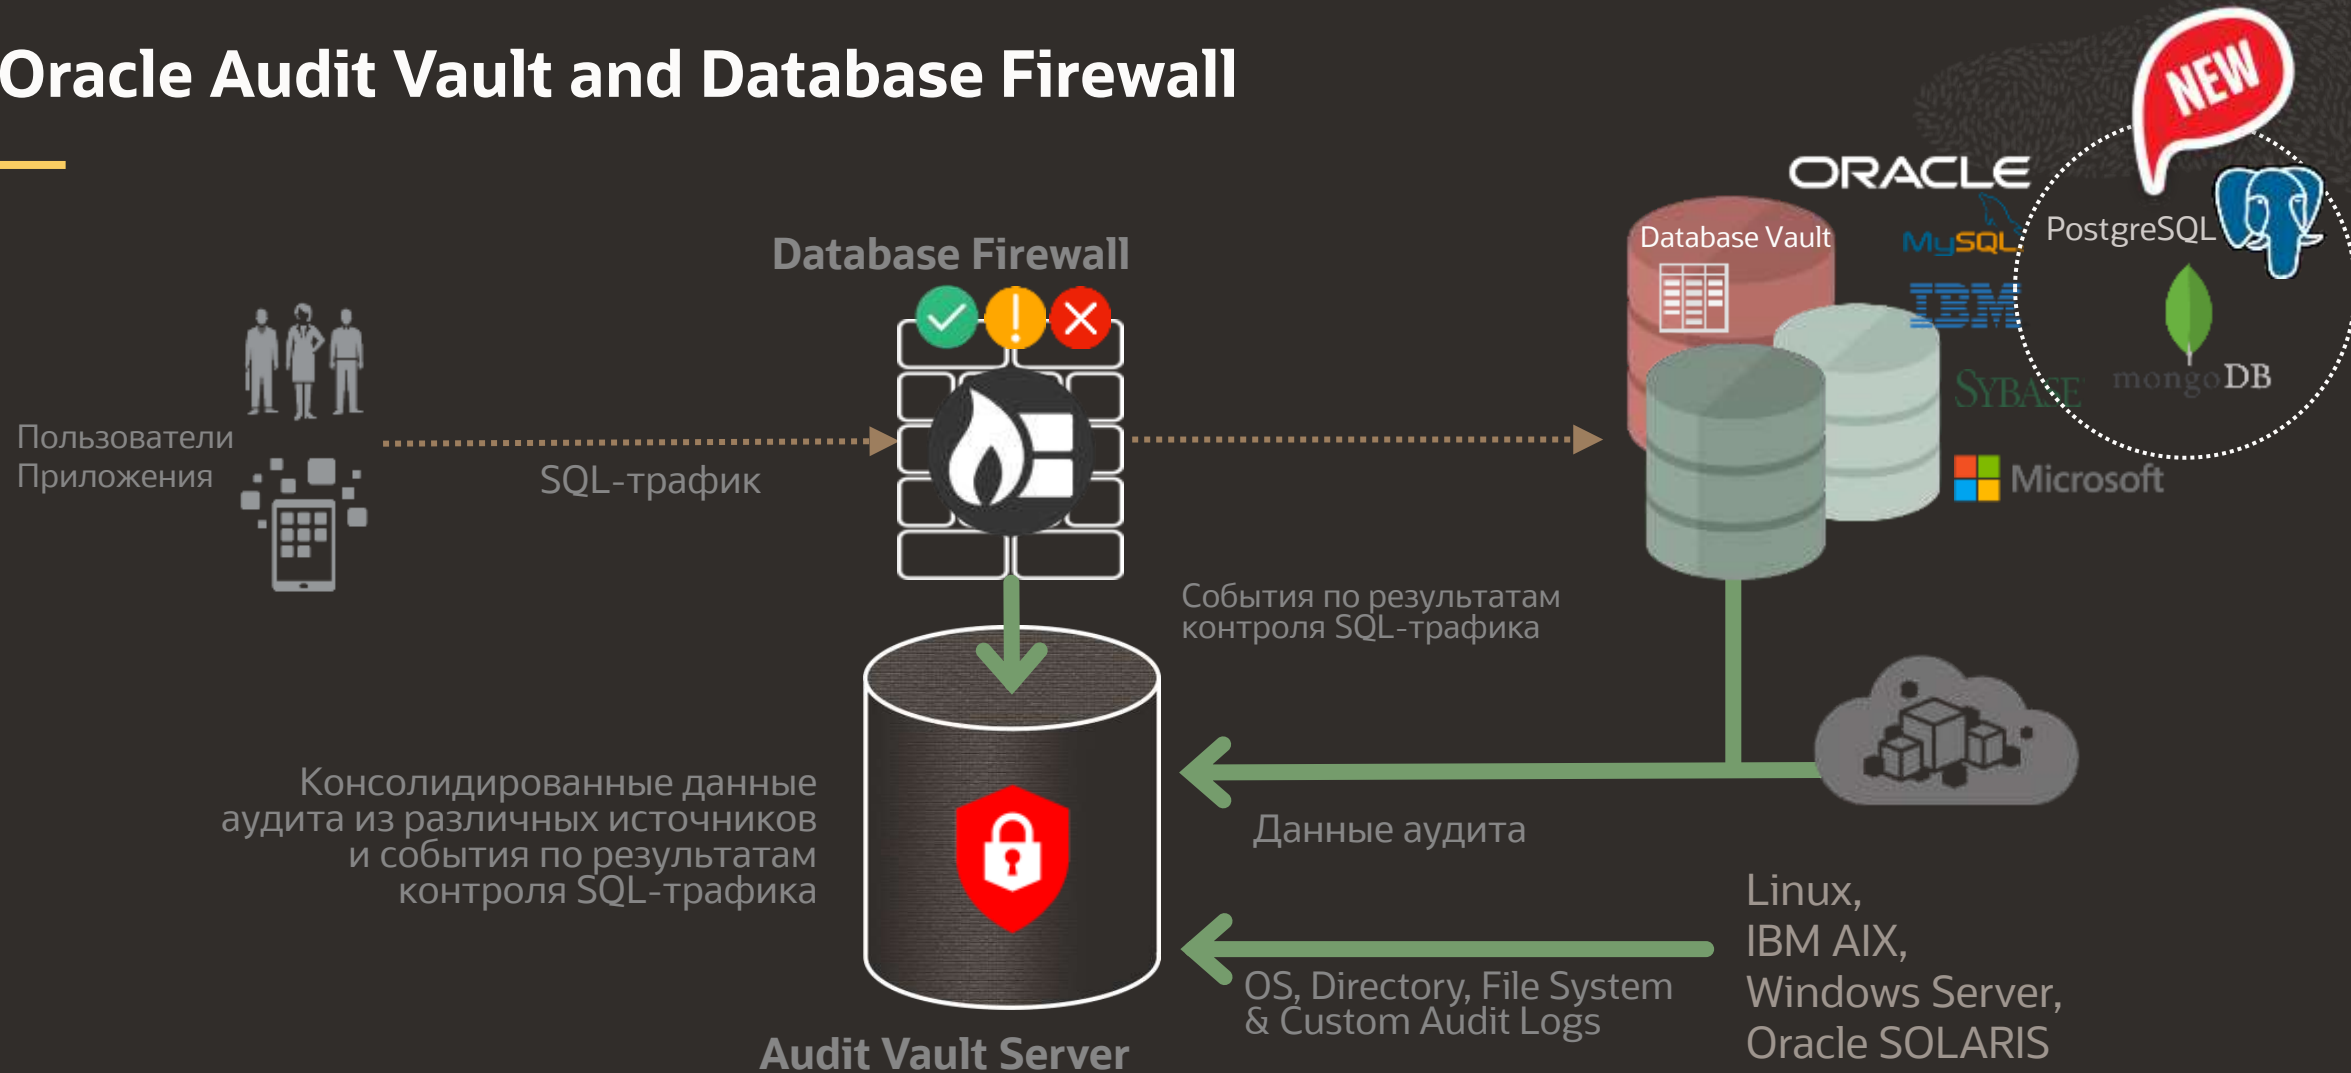 Oracle Audit Vault and Database Firewall
NEW
ORACLE
PostgreSQL
Database Vault
MySQL
Database Firewall
IBM
mongoDB
SYBASE
Пользователи
Приложения
SQL-трафик
Microsoft
События по результатам
контроля SQL-трафика
Консолидированные данные
аудита из различных источников
и события по результатам
контроля SQL-трафика
Данные аудита
Linux,
IBM AIX,
Windows Server,
Oracle SOLARIS
OS, Directory, File System
& Custom Audit Logs
Audit Vault Server